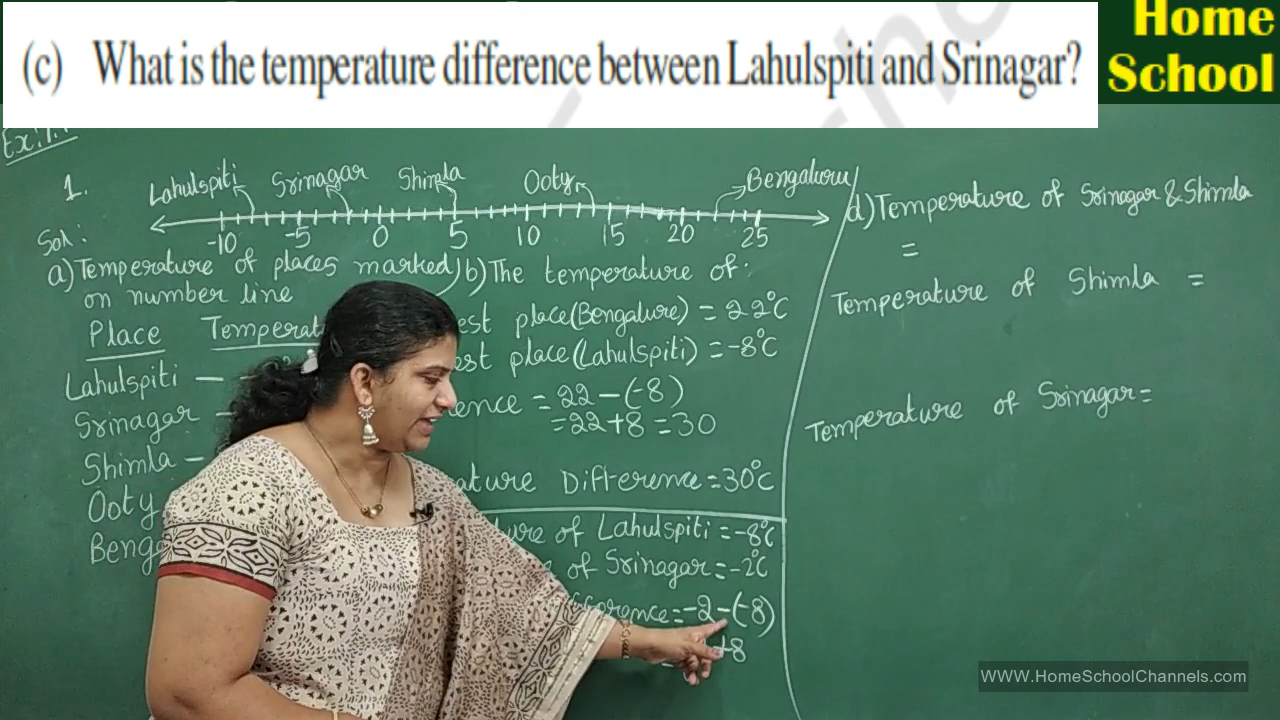 (c) What is the temperature difference between Lahulspiti and Srinagar?
Home
School
Ex:1.1
1.
Lahulspiti Srinagar Shimla Ooty Bengaluru
Sol:
-10 -5 0 5 10 15 20 25
a) Temperature of places marked
on number line
Place
Lahulspiti –
Srinagar –
Shimla –
Ooty
b) The temperature of:
place (Bengalure) = 22°C
place (Lahulspiti) = -8°C
= 22 – (-8)
= 22 + 8 = 30
Difference = 30°C
of Lahulspiti = -8°C
of Srinagar = -2°C
= -2 - (-8)
+8
d) Temperature of Srinagar & Shimla
=
Temperature of Shimla =
Temperature of Srinagar =
WWW.HomeSchoolChannels.com